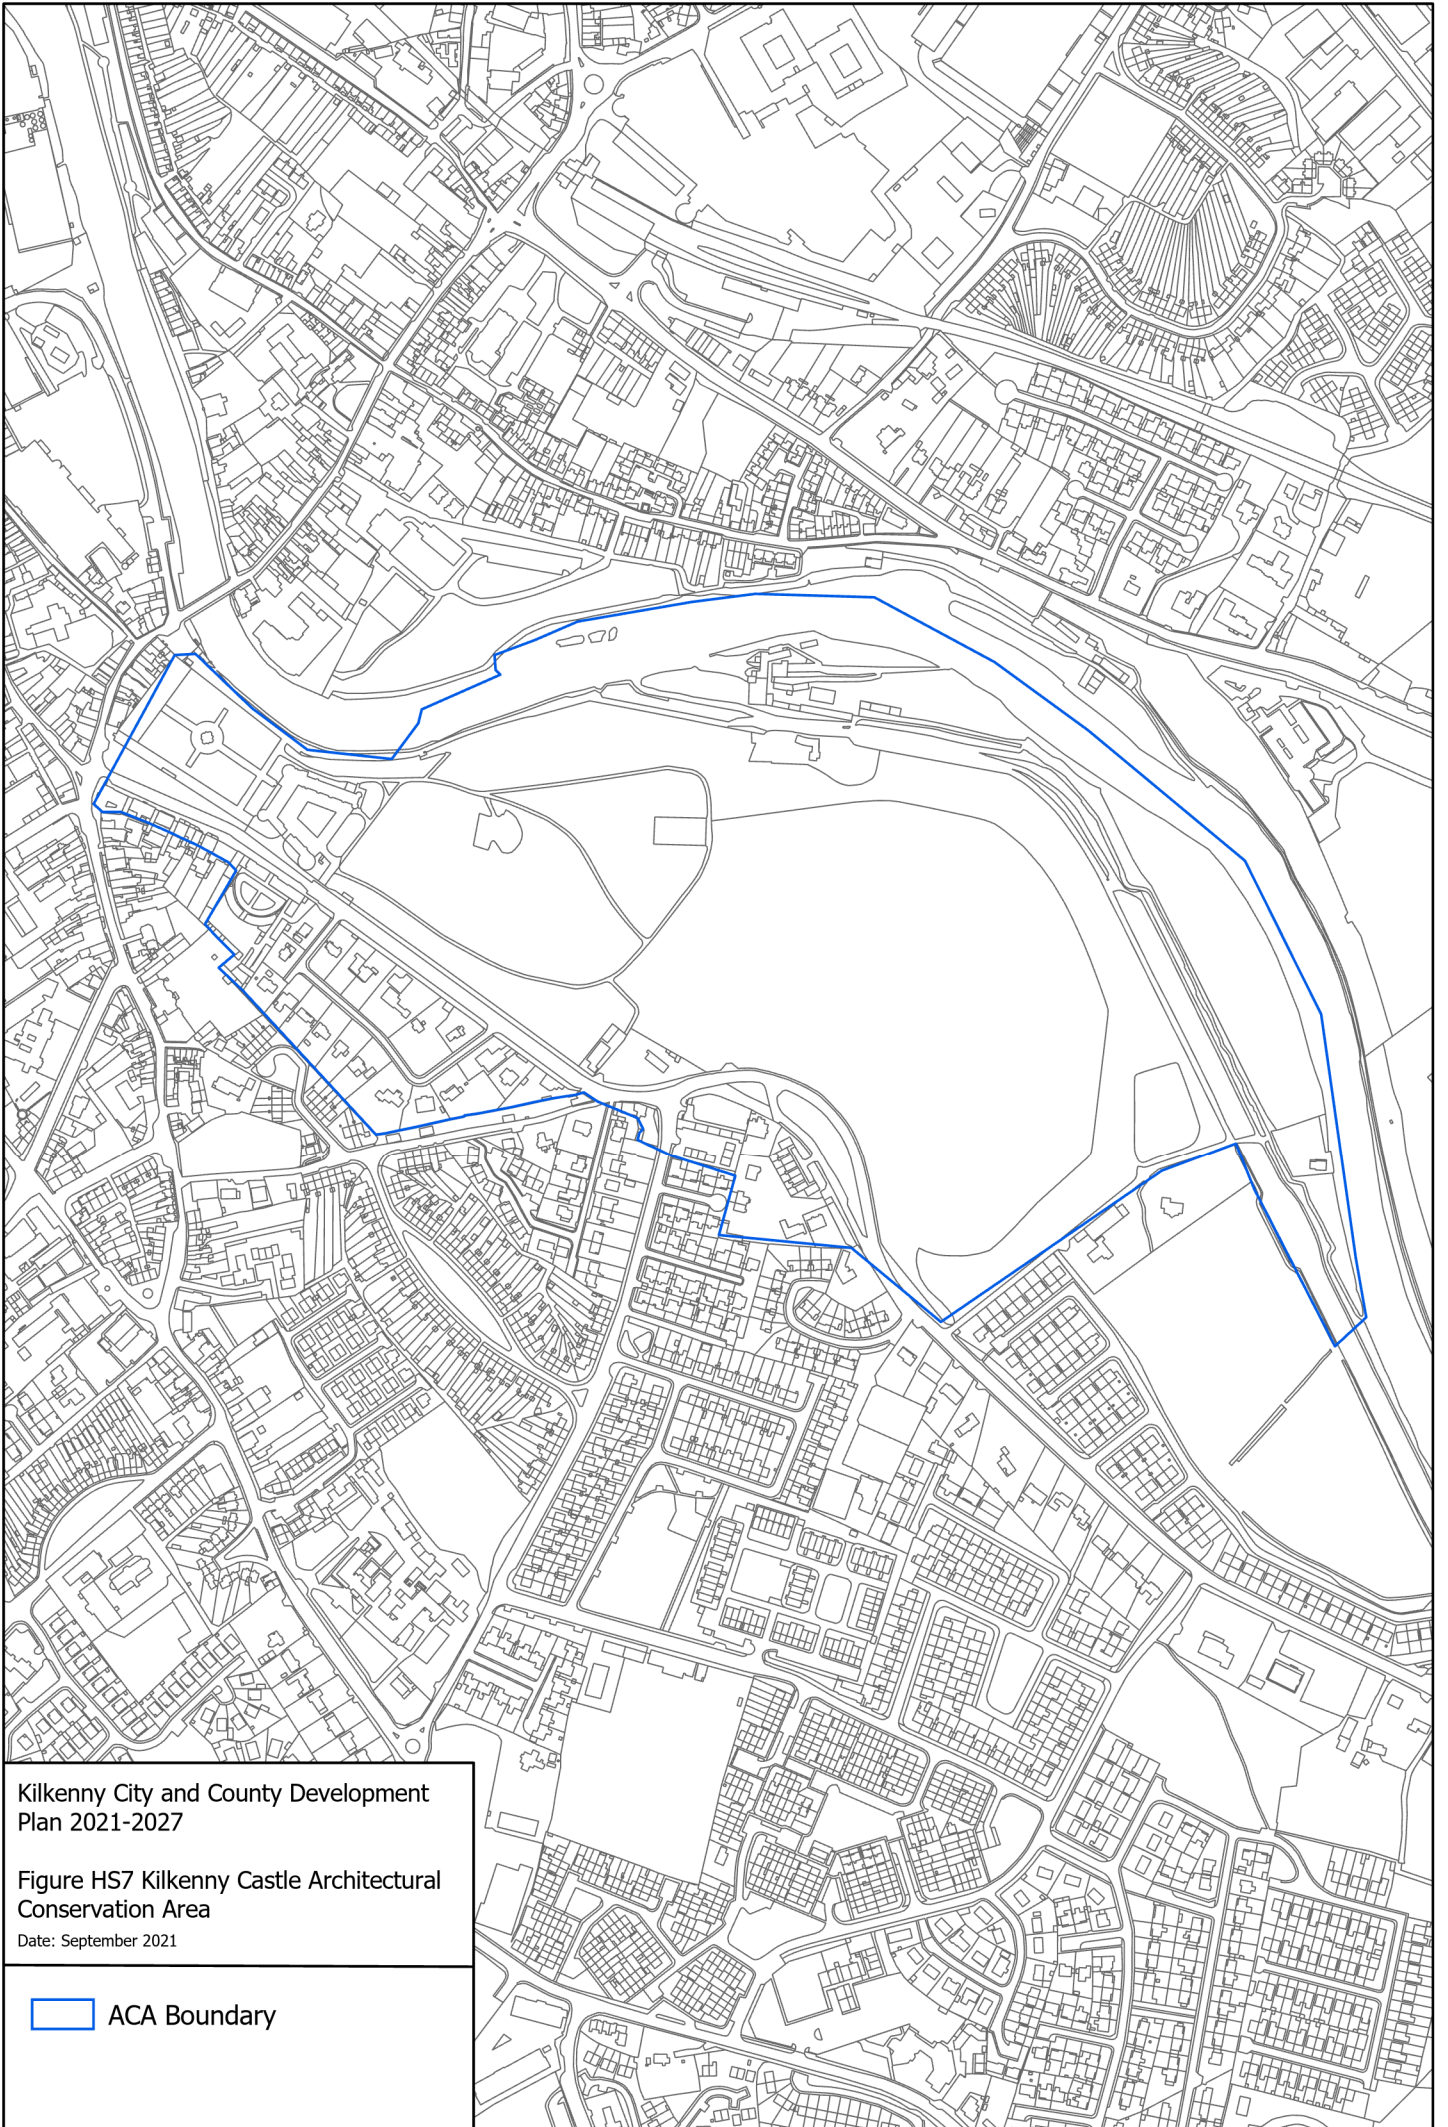 Kilkenny City and County Development
Plan 2021-2027
Figure HS7 Kilkenny Castle Architectural
Conservation Area
Date: September 2021
ACA Boundary